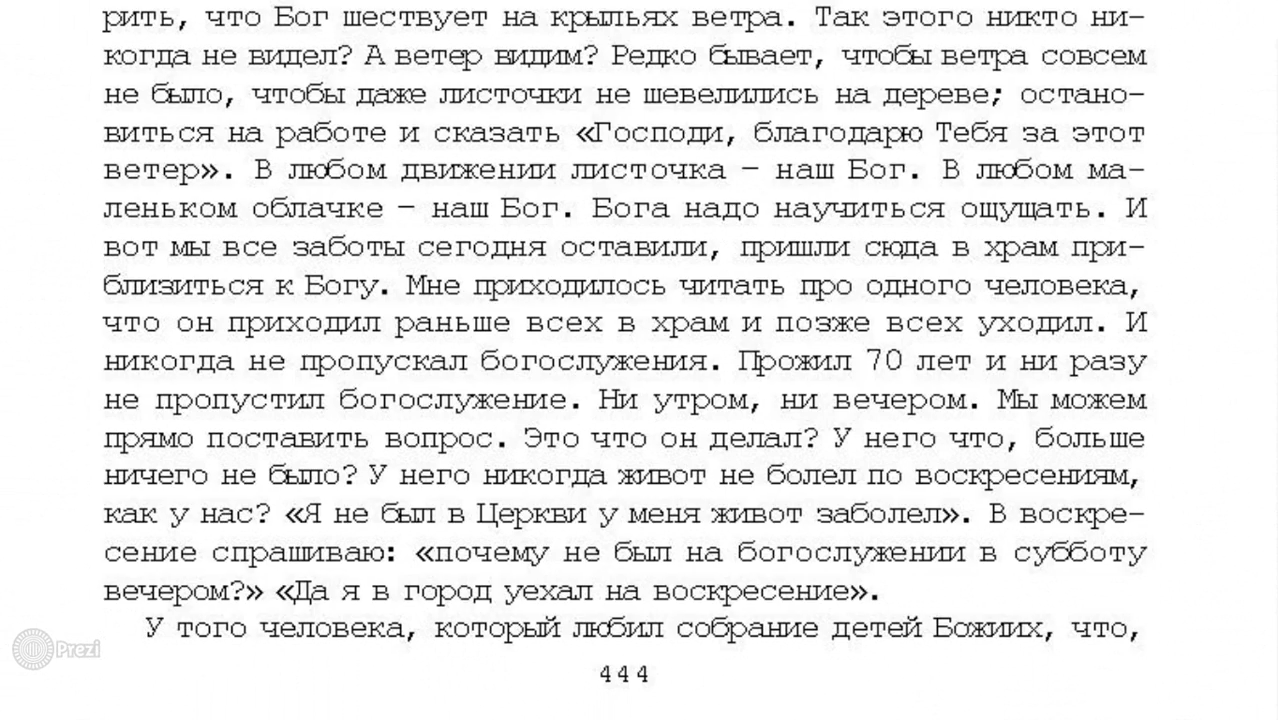 рить, что Бог шествует на крыльях ветра. Так этого никто ни-
когда не видел? А ветер видим? Редко бывает, чтобы ветра совсем
не было, чтобы даже листочки не шевелились на дереве; остано-
виться на работе и сказать «Господи, благодарю Тебя за этот
ветер». В любом движении листочка – наш Бог. В любом ма-
леньком облачке – наш Бог. Бога надо научиться ощущать. И
вот мы все заботы сегодня оставили, пришли сюда в храм при-
близиться к Богу. Мне приходилось читать про одного человека,
что он приходил раньше всех в храм и позже всех уходил. И
никогда не пропускал богослужения. Прожил 70 лет и ни разу
не пропустил богослужение. Ни утром, ни вечером. Мы можем
прямо поставить вопрос. Это что он делал? У него что, больше
ничего не было? У него никогда живот не болел по воскресениям,
как у нас? «Я не был в Церкви у меня живот заболел». В воскре-
сение спрашиваю: «почему не был на богослужении в субботу
вечером?» «Да я в город уехал на воскресение».
У того человека, который любил собрание детей Божиих, что,
444
Prezi